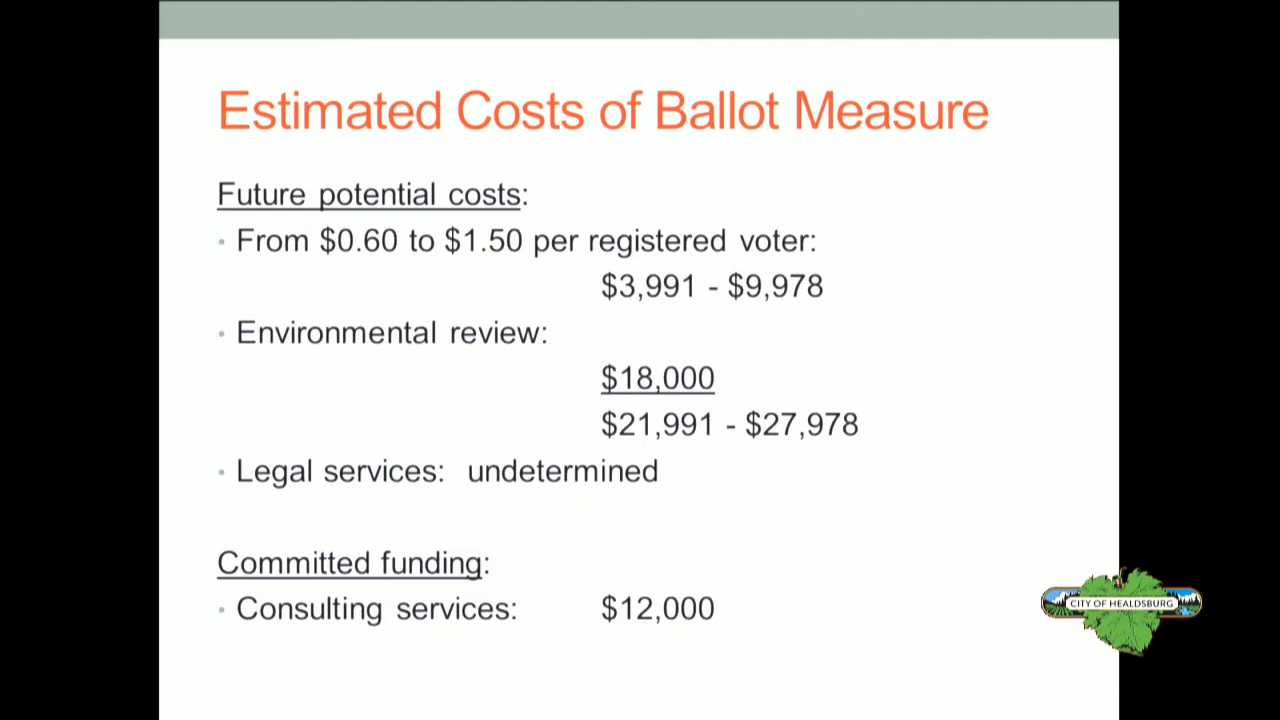 Estimated Costs of Ballot Measure
Future potential costs:
• From $0.60 to $1.50 per registered voter:
$3,991 - $9,978
• Environmental review:
$18,000
$21,991 - $27,978
• Legal services: undetermined
Committed funding:
• Consulting services: $12,000
CITY OF HEALDSBURG